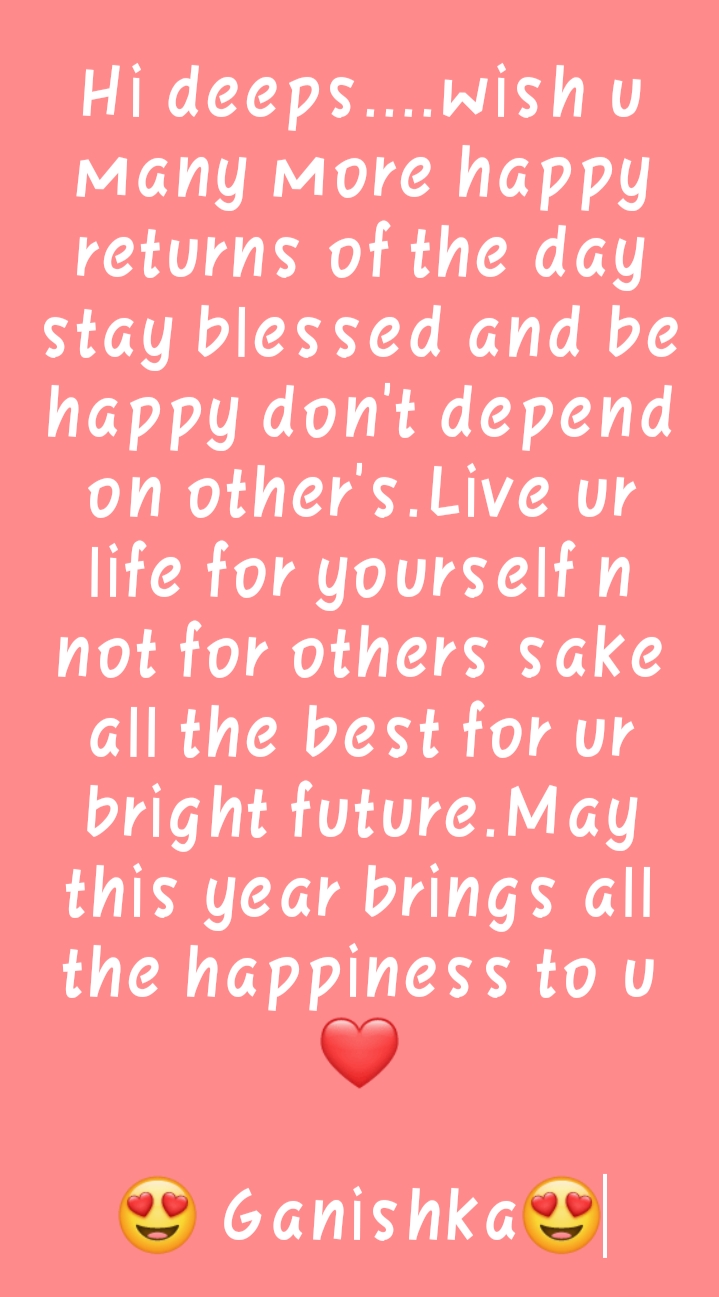 Hi deeps....wish u
many more happy
returns of the day
stay blessed and be
happy don't depend
on other's.Live ur
life for yourself n
not for others sake
all the best for ur
bright future.May
this year brings all
the happiness to u
❤️
😍 Ganishka😍